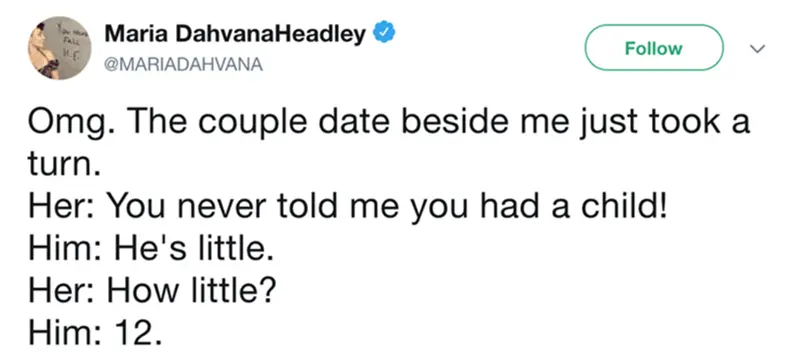 Maria DahvanaHeadley
@MARIADAHVANA
Follow
Omg. The couple date beside me just took a
turn.
Her: You never told me you had a child!
Him: He's little.
Her: How little?
Him: 12.